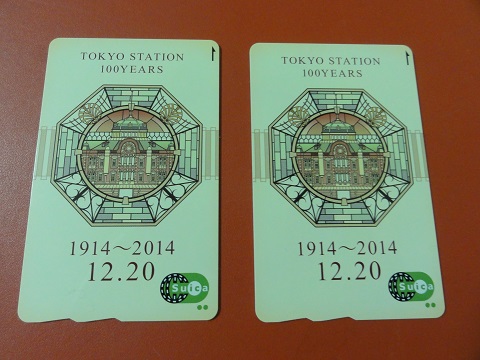 TOKYO STATION
100YEARS
1914～2014
12.20
Suica
TOKYO STATION
100YEARS
1914～2014
12.20
Suica